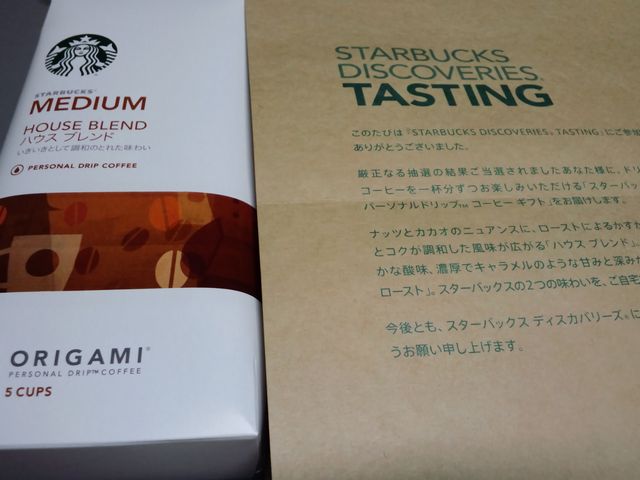 STARBUCKS
MEDIUM
HOUSE BLEND
ハウス ブレンド
いきいきとして調和のとれた味わい
PERSONAL DRIP COFFEE
ORIGAMI®
PERSONAL DRIP™ COFFEE
5 CUPS
STARBUCKS
DISCOVERIES®
TASTING
このたびは『STARBUCKS DISCOVERIES® TASTING』にご参加
ありがとうございました。
厳正なる抽選の結果ご当選されましたあなた様に、ドリ
コーヒーを一杯分ずつお楽しみいただける「スターバッ
パーソナルドリップ™ コーヒー ギフト」をお届けします。
ナッツとカカオのニュアンスに、ローストによるかすた
とコクが調和した風味が広がる「ハウス ブレンド」。
かな酸味、濃厚でキャラメルのような甘みと深みた
ロースト」。スターバックスの2つの味わいを、ご自宅
今後とも、スターバックス ディスカバリーズ®に
うお願い申し上げます。